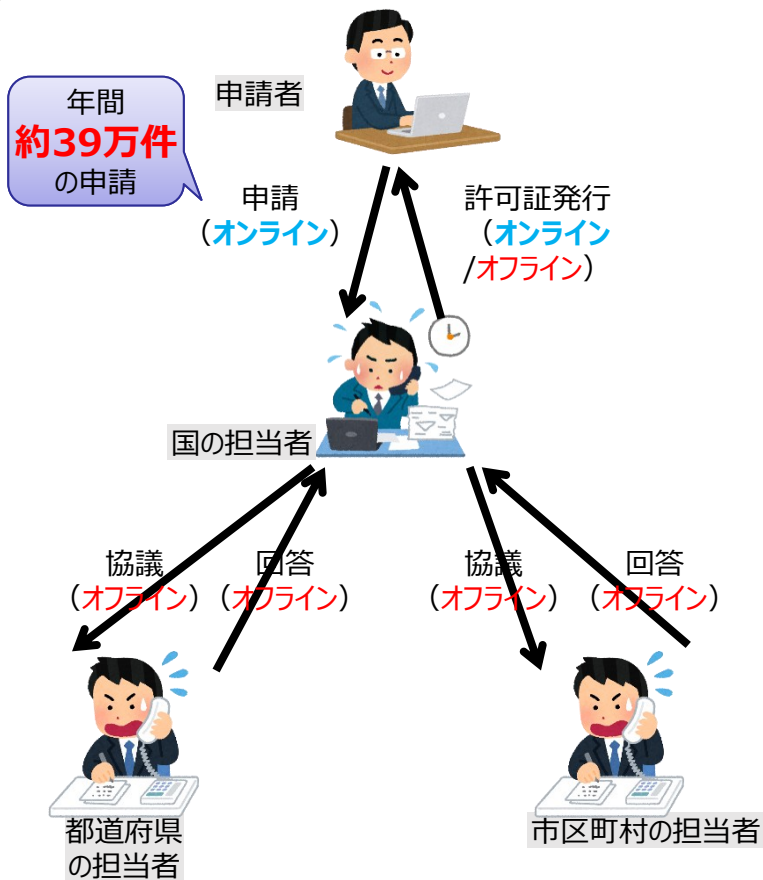 申請者
年間
約39万件
の申請
申請
（オンライン）
許可証発行
（オンライン
/オフライン）
国の担当者
協議
（オフライン）
回答
（オフライン）
協議
（オフライン）
回答
（オフライン）
都道府県
の担当者
市区町村の担当者